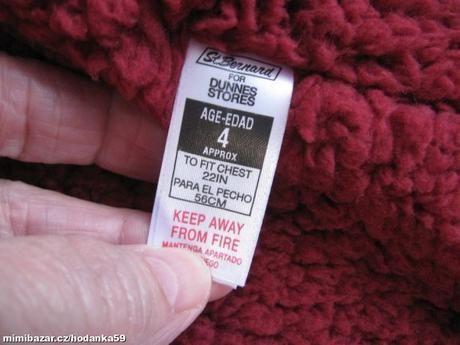 St.Bernard
FOR
DUNNES
STORES
AGE-EDAD
4
APPROX
TO FIT CHEST
22IN
PARA EL PECHO
56CM
KEEP AWAY
FROM FIRE
MANTENGA APARTADO
mimibazar.cz/hodanka59